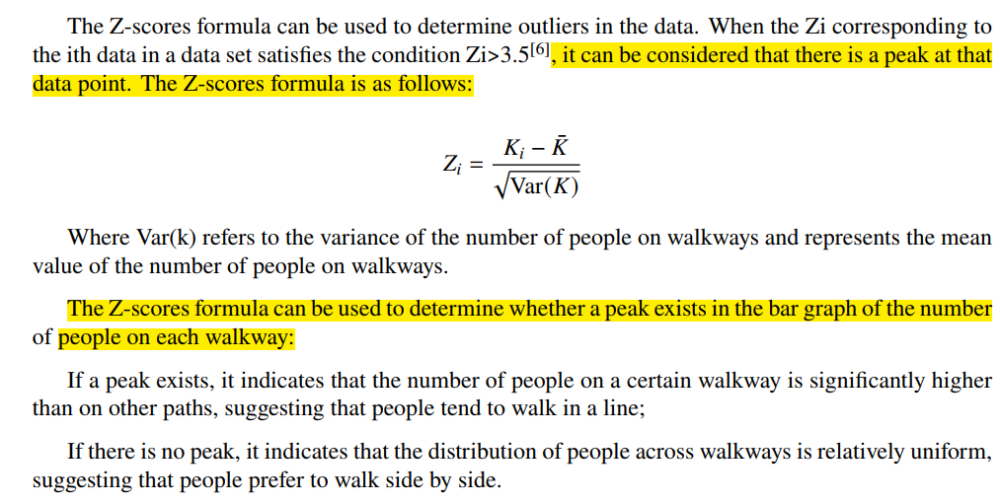 The Z-scores formula can be used to determine outliers in the data. When the Zi corresponding to
the ith data in a data set satisfies the condition Zi>3.5[6], it can be considered that there is a peak at that
data point. The Z-scores formula is as follows:
Z_i = \frac{K_i - \bar{K}}{\sqrt{\text{Var}(K)}}
Where Var(k) refers to the variance of the number of people on walkways and represents the mean
value of the number of people on walkways.
The Z-scores formula can be used to determine whether a peak exists in the bar graph of the number
of people on each walkway:
If a peak exists, it indicates that the number of people on a certain walkway is significantly higher
than on other paths, suggesting that people tend to walk in a line;
If there is no peak, it indicates that the distribution of people across walkways is relatively uniform,
suggesting that people prefer to walk side by side.